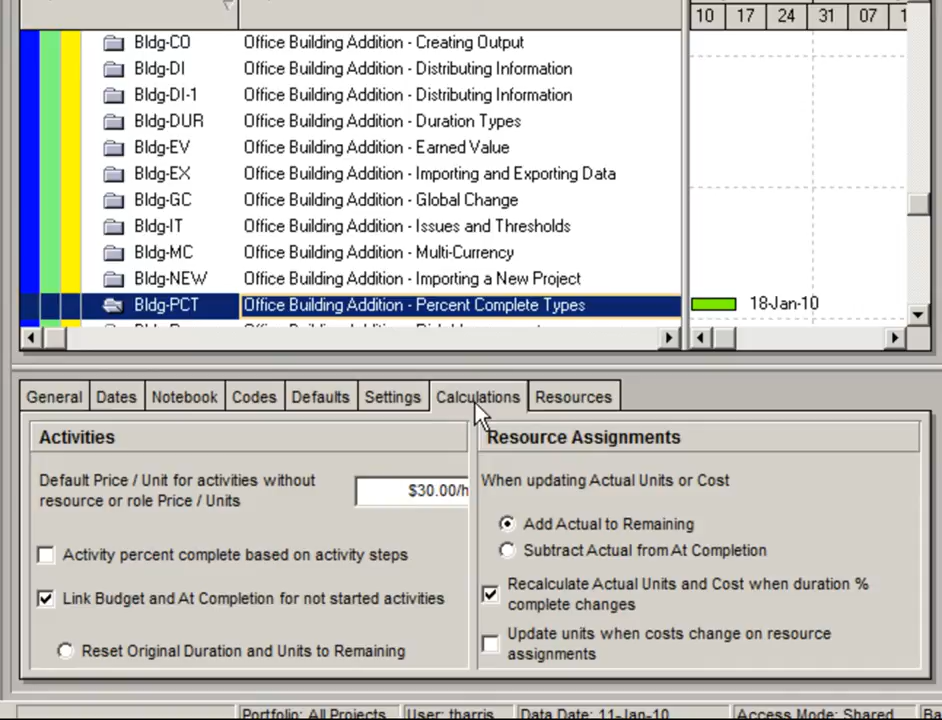 10 17 24 31 07 1
Bldg-CO Office Building Addition - Creating Output
Bldg-DI Office Building Addition - Distributing Information
Bldg-DI-1 Office Building Addition - Distributing Information
Bldg-DUR Office Building Addition - Duration Types
Bldg-EV Office Building Addition - Earned Value
Bldg-EX Office Building Addition - Importing and Exporting Data
Bldg-GC Office Building Addition - Global Change
Bldg-IT Office Building Addition - Issues and Thresholds
Bldg-MC Office Building Addition - Multi-Currency
Bldg-NEW Office Building Addition - Importing a New Project
Bldg-PCT Office Building Addition - Percent Complete Types 18-Jan-10
General Dates Notebook Codes Defaults Settings Calculations Resources
Activities
Default Price / Unit for activities without
resource or role Price / Units
$30.00/h
Activity percent complete based on activity steps
Link Budget and At Completion for not started activities
Reset Original Duration and Units to Remaining
Resource Assignments
When updating Actual Units or Cost
Add Actual to Remaining
Subtract Actual from At Completion
Recalculate Actual Units and Cost when duration %
complete changes
Update units when costs change on resource
assignments
Portfolio: All Projects User: tharris Data Date: 11-Jan-10 Access Mode: Shared Ba